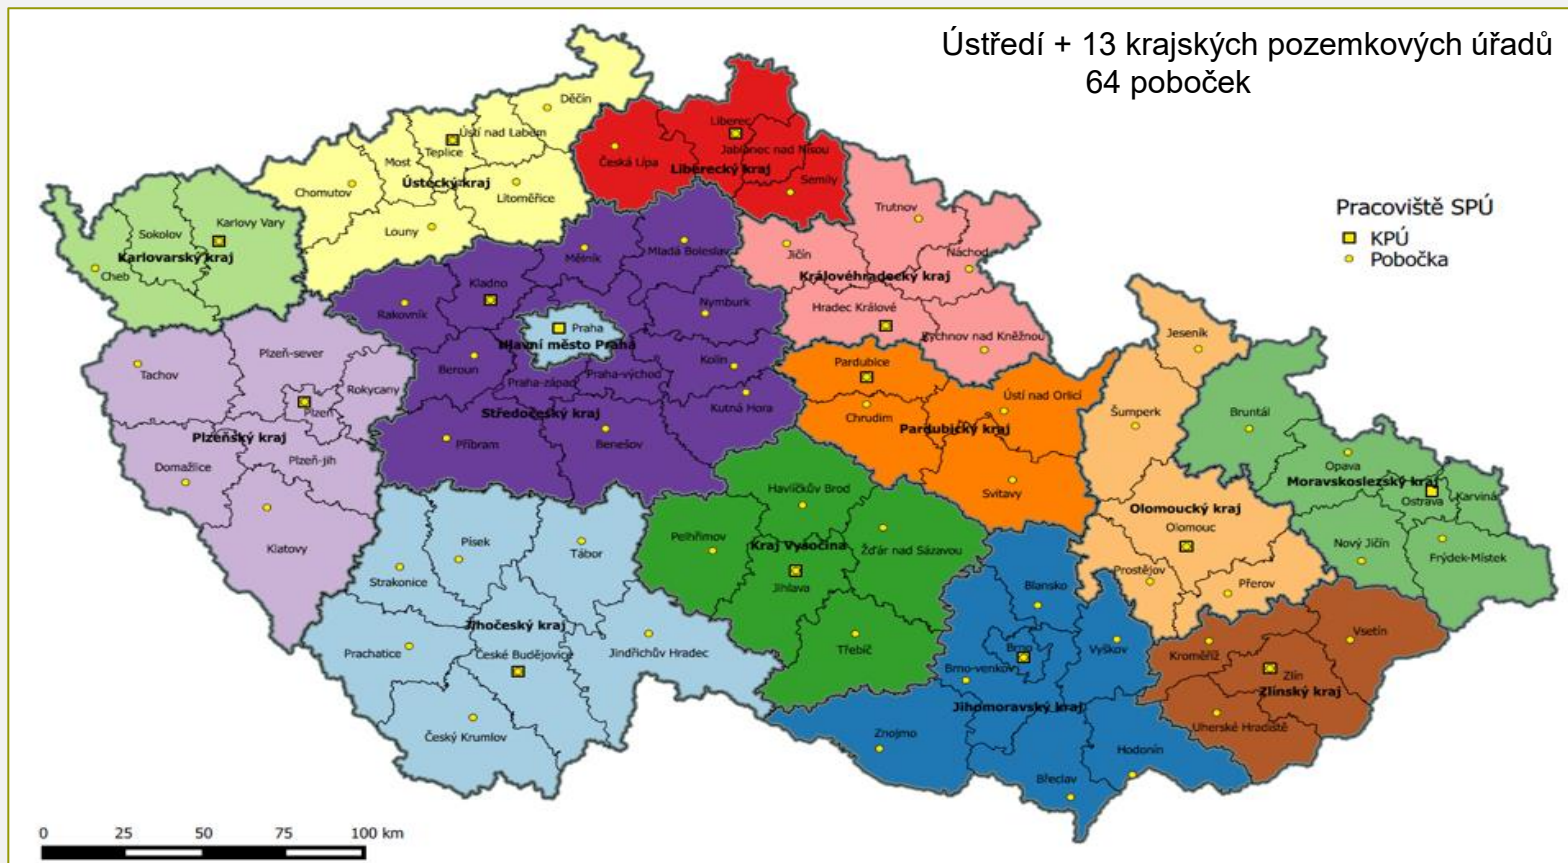 Ústředí + 13 krajských pozemkových úřadů
64 poboček
Pracoviště SPÚ
KPÚ
Pobočka
Děčín
Ústí nad Labem
Teplice
Most
Chomutov
Ústecký kraj
Litoměřice
Louny
Liberec
Jablonec nad Nisou
Česká Lípa
Liberecký kraj
Semily
Karlovy Vary
Sokolov
Karlovarský kraj
Cheb
Trutnov
Náchod
Jičín
Královéhradecký kraj
Hradec Králové
Rychnov nad Kněžnou
Mělník
Mladá Boleslav
Kladno
Rakovník
Nymburk
Praha
Hlavní město Praha
Beroun
Praha-západ
Praha-východ
Kolín
Kutná Hora
Středočeský kraj
Příbram
Benešov
Plzeň-sever
Tachov
Rokycany
Plzeň
Plzeňský kraj
Plzeň-jih
Domažlice
Klatovy
Pardubice
Chrudim
Ústí nad Orlicí
Pardubický kraj
Svitavy
Jeseník
Šumperk
Olomoucký kraj
Olomouc
Prostějov
Přerov
Bruntál
Opava
Moravskoslezský kraj
Ostrava
Karviná
Nový Jičín
Frýdek-Místek
Havlíčkův Brod
Pelhřimov
Kraj Vysočina
Žďár nad Sázavou
Jihlava
Třebíč
Písek
Tábor
Strakonice
Jihočeský kraj
Prachatice
České Budějovice
Jindřichův Hradec
Český Krumlov
Blansko
Brno
Brno-venkov
Vyškov
Jihomoravský kraj
Znojmo
Hodonín
Břeclav
Vsetín
Kroměříž
Zlín
Zlínský kraj
Uherské Hradiště
0 25 50 75 100 km